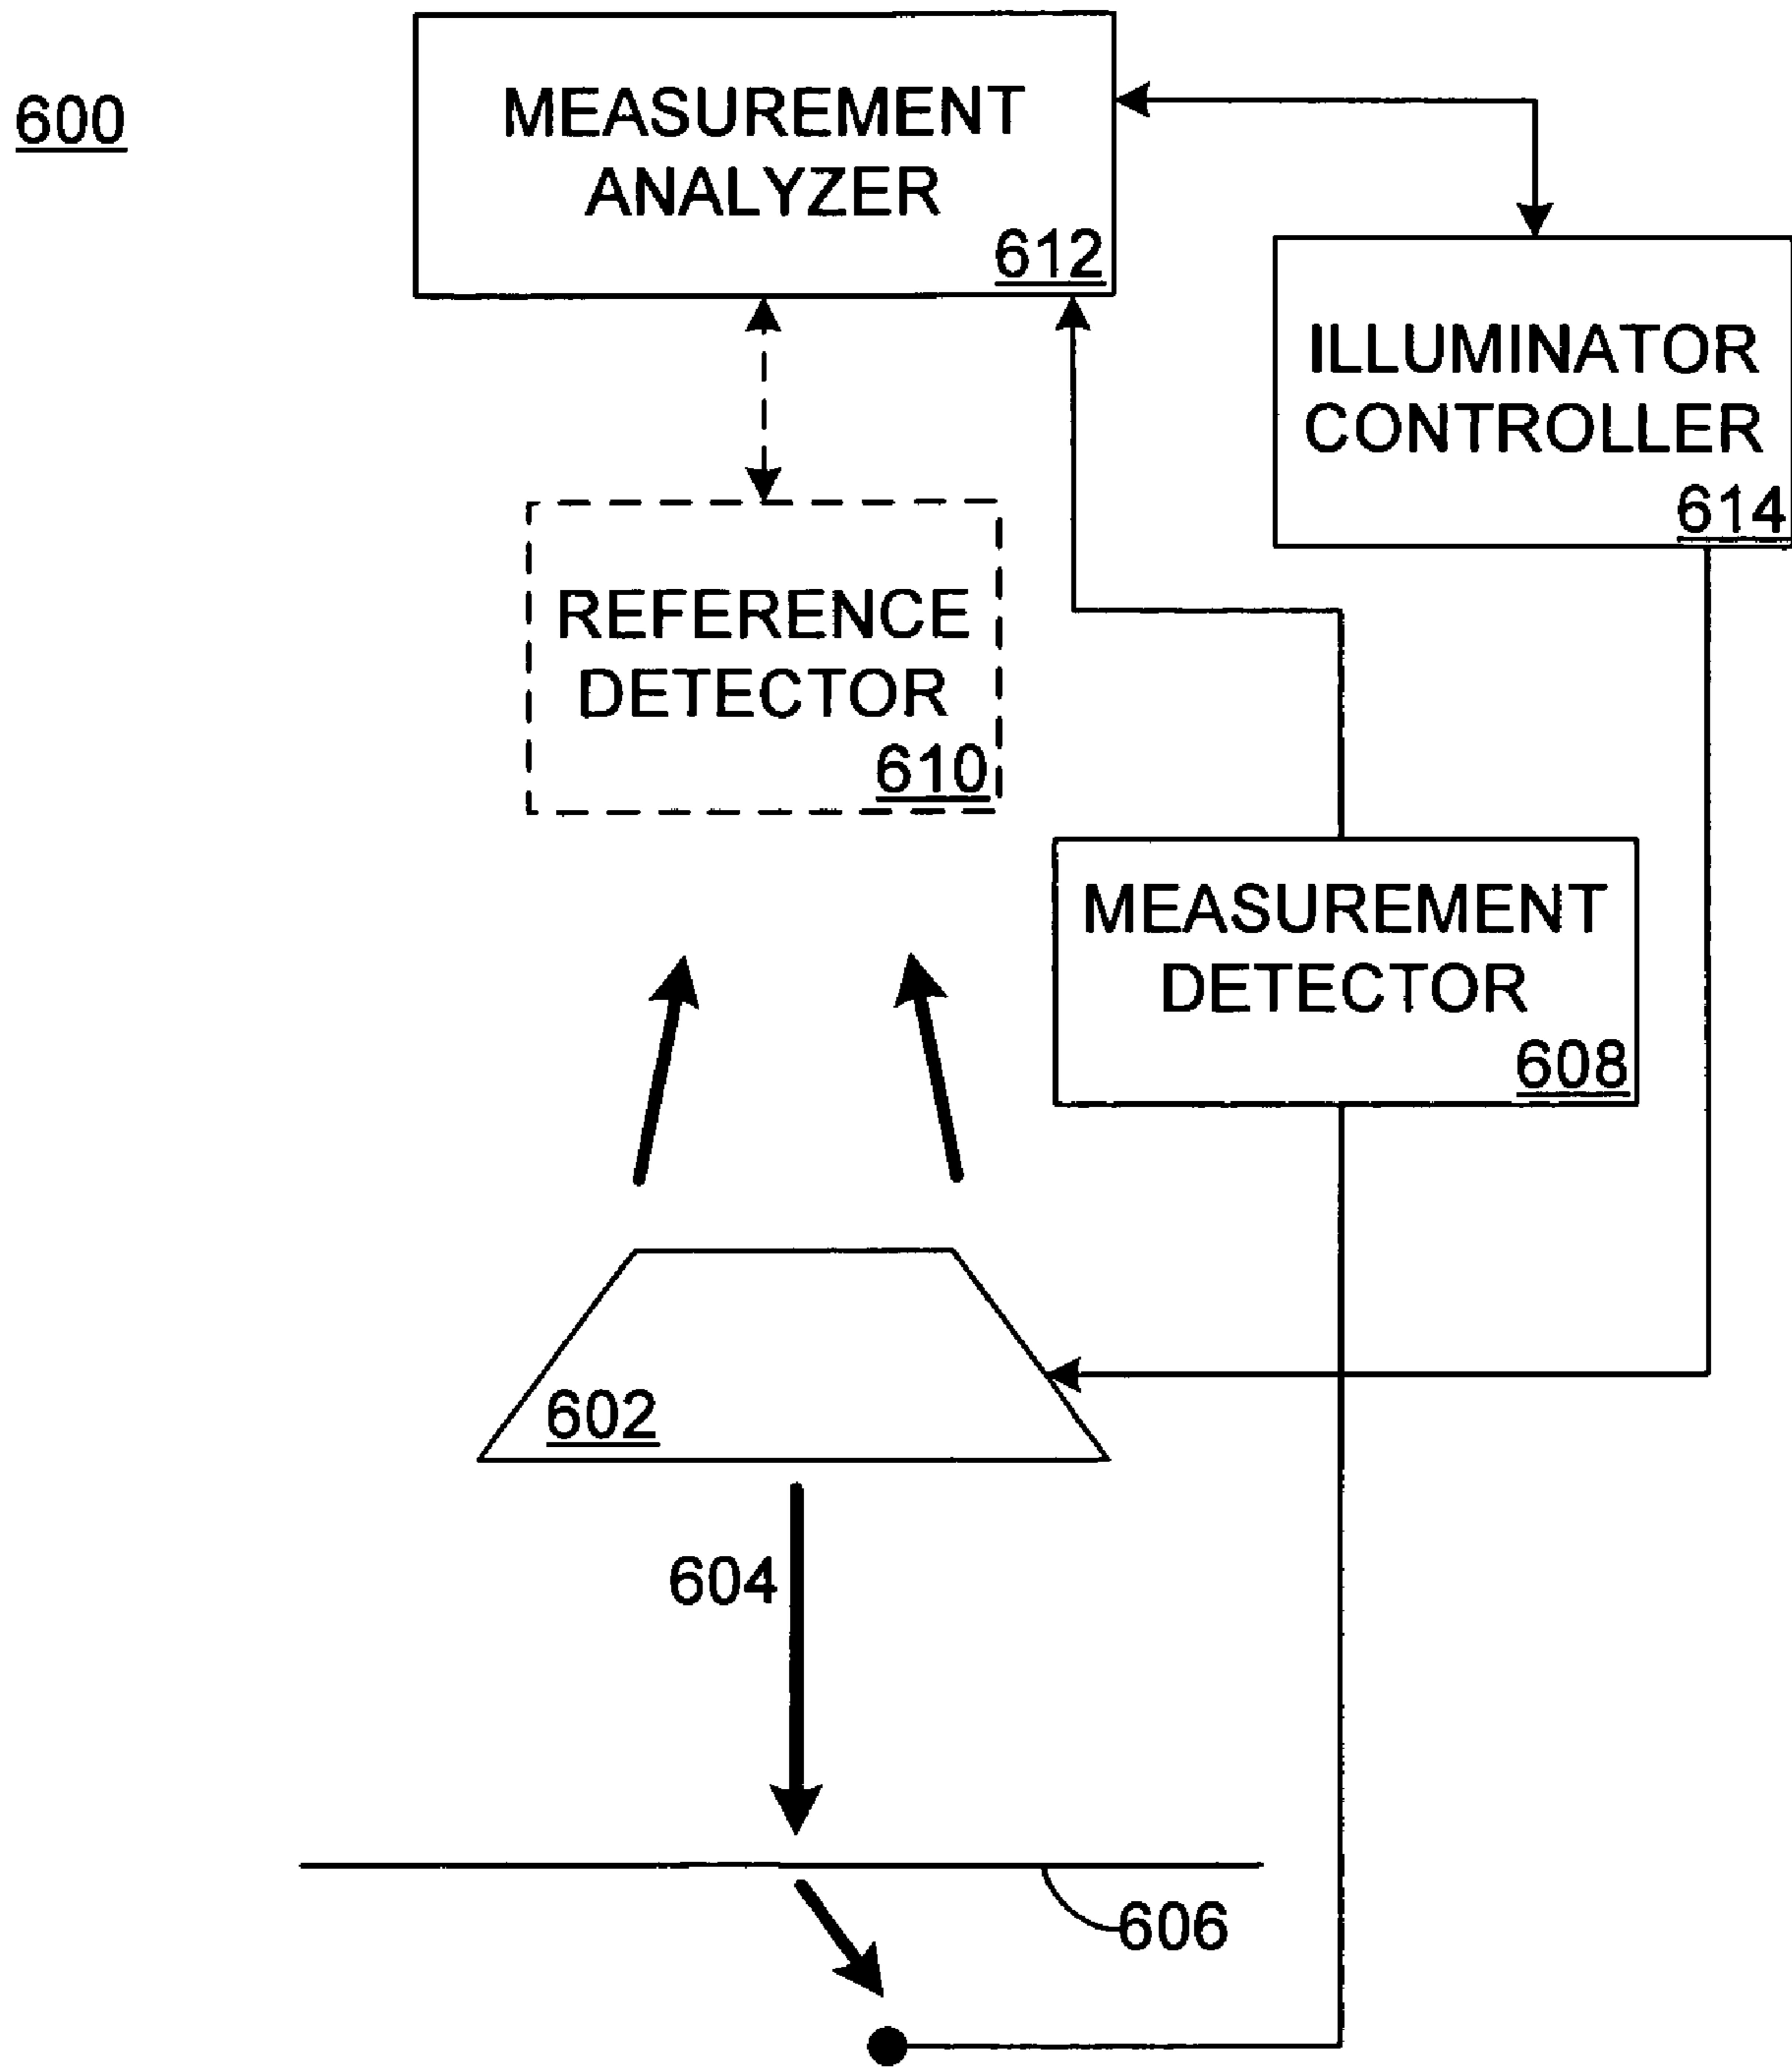 600
MEASUREMENT
ANALYZER
612
ILLUMINATOR
CONTROLLER
614
REFERENCE
DETECTOR
610
MEASUREMENT
DETECTOR
608
602
604
606